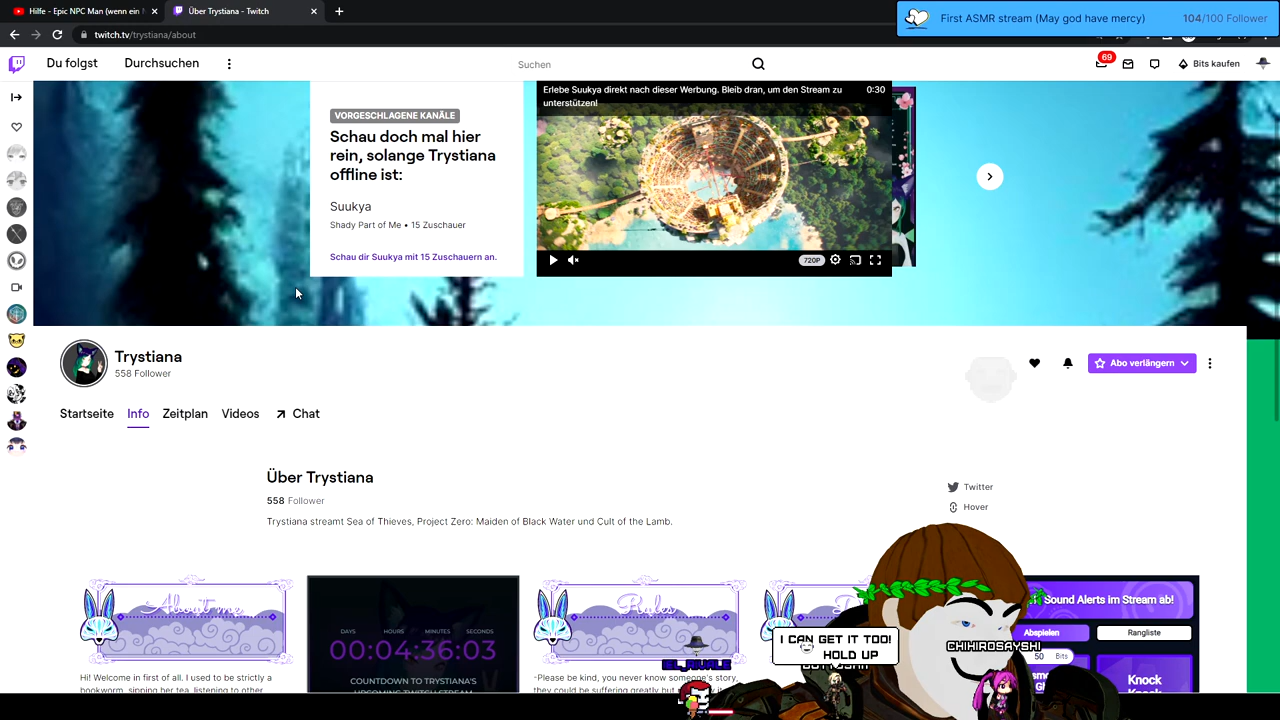 Hilfe - Epic NPC Man (wenn ein
Über Trystiana - Twitch
First ASMR stream (May god have mercy)
104/100 Follower
twitch.tv/trystiana/about
Du folgst
Durchsuchen
Suchen
69
Bits kaufen
VORGESCHLAGENE KANÄLE
Schau doch mal hier
rein, solange Trystiana
offline ist:
Suukya
Shady Part of Me • 15 Zuschauer
Schau dir Suukya mit 15 Zuschauern an.
Erlebe Suukya direkt nach dieser Werbung. Bleib dran, um den Stream zu
unterstützen!
0:30
720P
Trystiana
558 Follower
Abo verlängern
Startseite
Info
Zeitplan
Videos
Chat
Über Trystiana
558 Follower
Trystiana streamt Sea of Thieves, Project Zero: Maiden of Black Water und Cult of the Lamb.
Twitter
Hover
About me
DAYS HOURS MINUTES SECONDS
00:04:36:03
COUNTDOWN TO TRYSTIANA'S
UPCOMING TWITCH STREAM
Rules
Sound Alerts im Stream ab!
Abspielen
Rangliste
50 Bits
Knock
Knock
I CAN GET IT TOO!
HOLD UP
CHIHIROSAYSHI
Hi! Welcome in first of all. I used to be strictly a
bookworm, sipping her tea, listening to other
-Please be kind, you never know someone's story,
they could be suffering greatly but